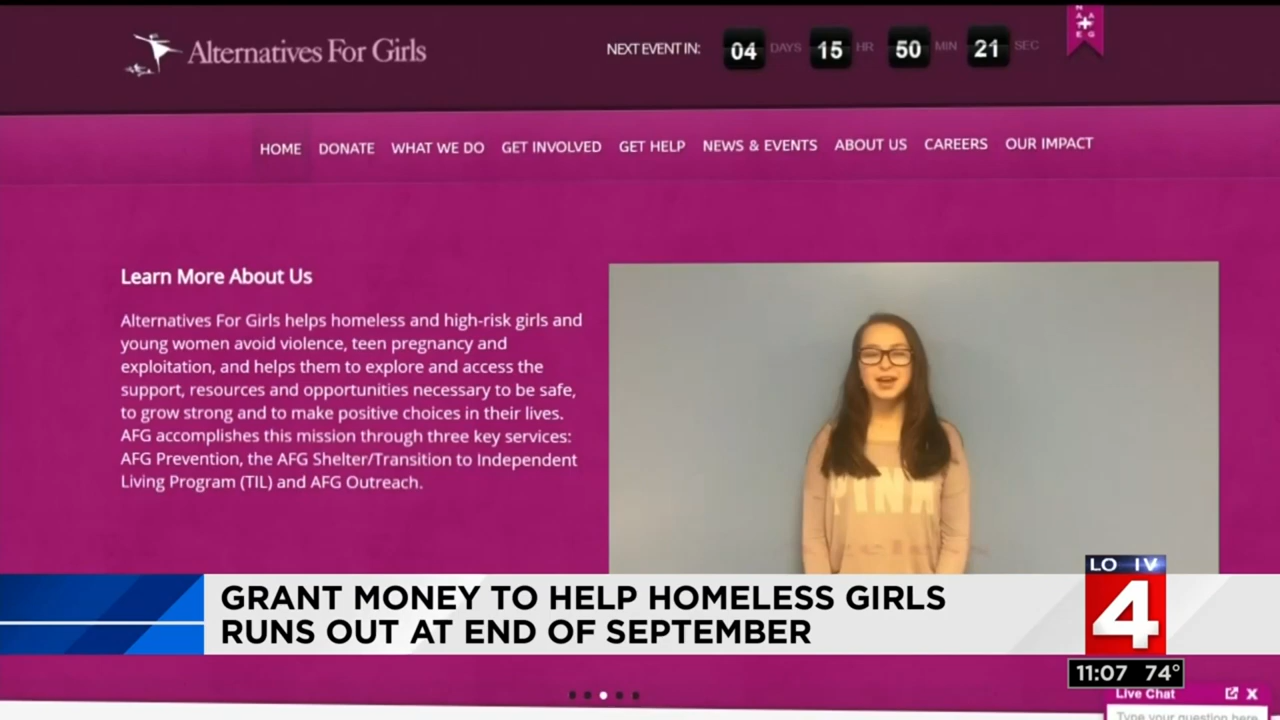 Alternatives For Girls
NEXT EVENT IN: 04 DAYS 15 HR 50 MIN 21 SEC
HOME DONATE WHAT WE DO GET INVOLVED GET HELP NEWS & EVENTS ABOUT US CAREERS OUR IMPACT
Learn More About Us
Alternatives For Girls helps homeless and high-risk girls and
young women avoid violence, teen pregnancy and
exploitation, and helps them to explore and access the
support, resources and opportunities necessary to be safe,
to grow strong and to make positive choices in their lives.
AFG accomplishes this mission through three key services:
AFG Prevention, the AFG Shelter/Transition to Independent
Living Program (TIL) and AFG Outreach.
PINK
GRANT MONEY TO HELP HOMELESS GIRLS
RUNS OUT AT END OF SEPTEMBER
4
11:07 74°
Live Chat X
Type your question here